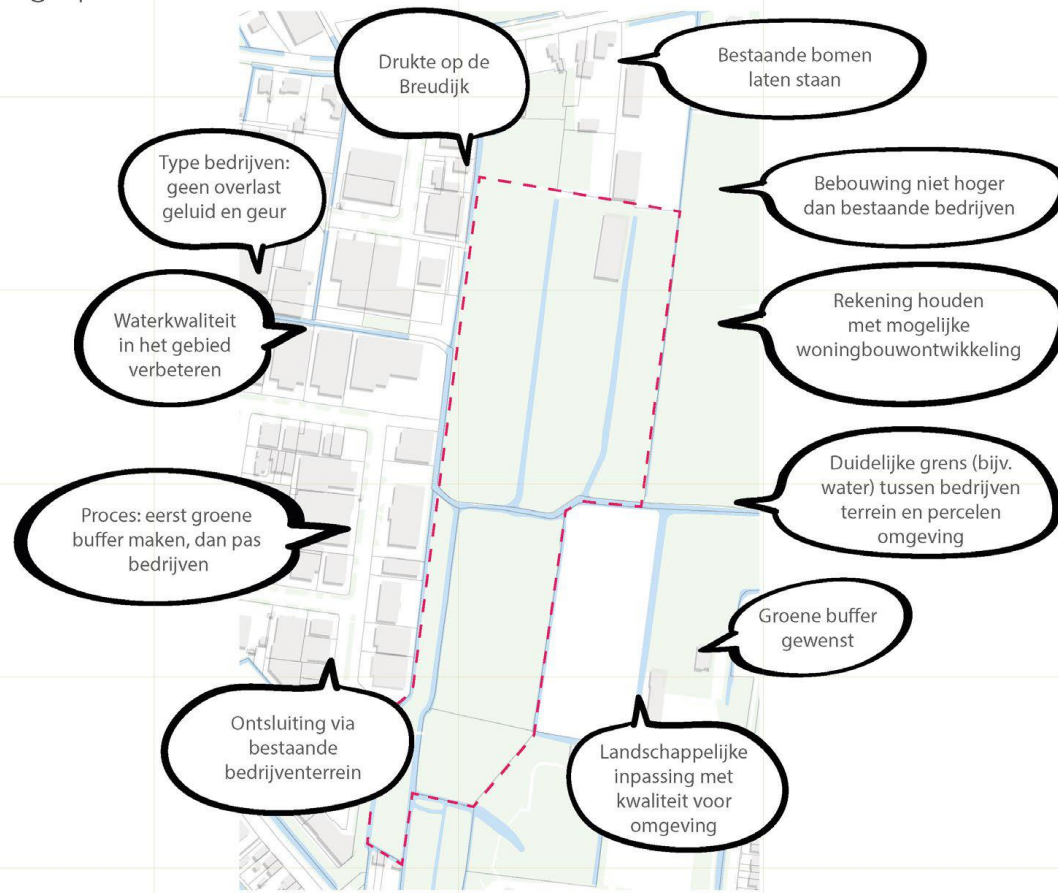 Drukte op de
Breudijk
Bestaande bomen
laten staan
Type bedrijven:
geen overlast
geluid en geur
Bebouwing niet hoger
dan bestaande bedrijven
Waterkwaliteit
in het gebied
verbeteren
Rekening houden
met mogelijke
woningbouwontwikkeling
Duidelijke grens (bijv.
water) tussen bedrijven
terrein en percelen
omgeving
Proces: eerst groene
buffer maken, dan pas
bedrijven
Groene buffer
gewenst
Ontsluiting via
bestaande
bedrijventerrein
Landschappelijke
inpassing met
kwaliteit voor
omgeving